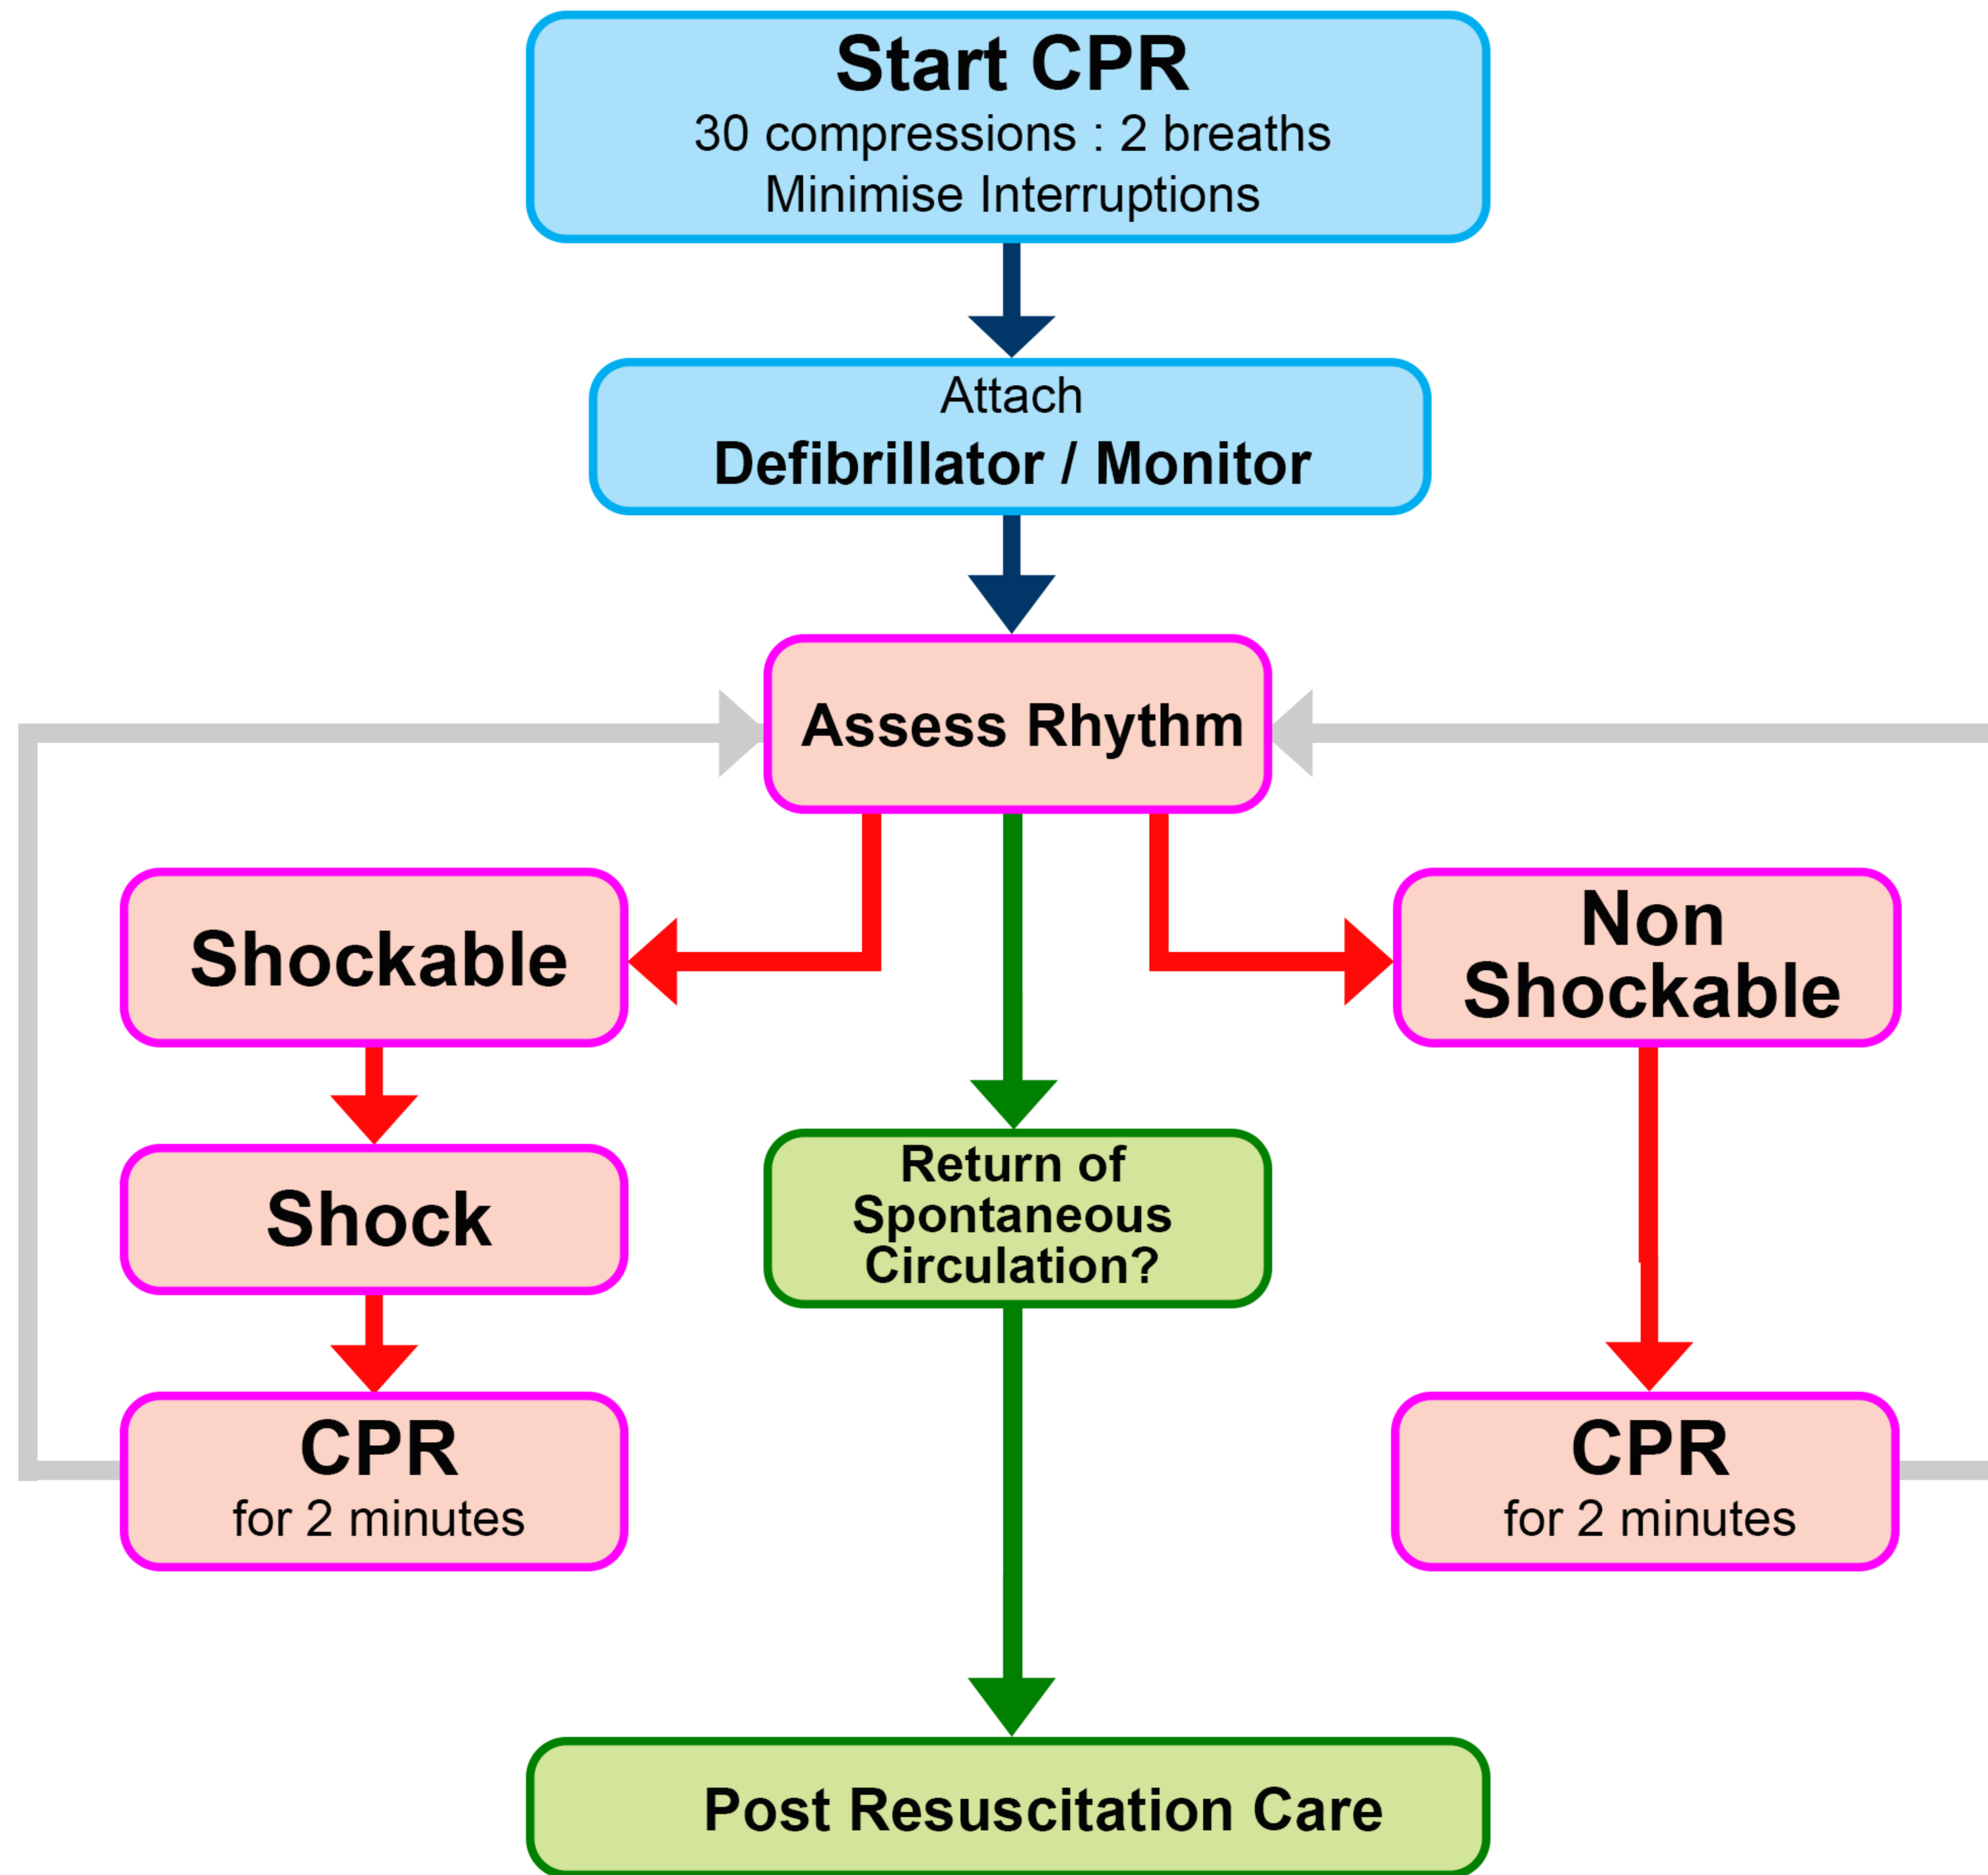 Start CPR
30 compressions : 2 breaths
Minimise Interruptions
Attach
Defibrillator / Monitor
Assess Rhythm
Shockable
Non
Shockable
Shock
Return of
Spontaneous
Circulation?
CPR
for 2 minutes
CPR
for 2 minutes
Post Resuscitation Care